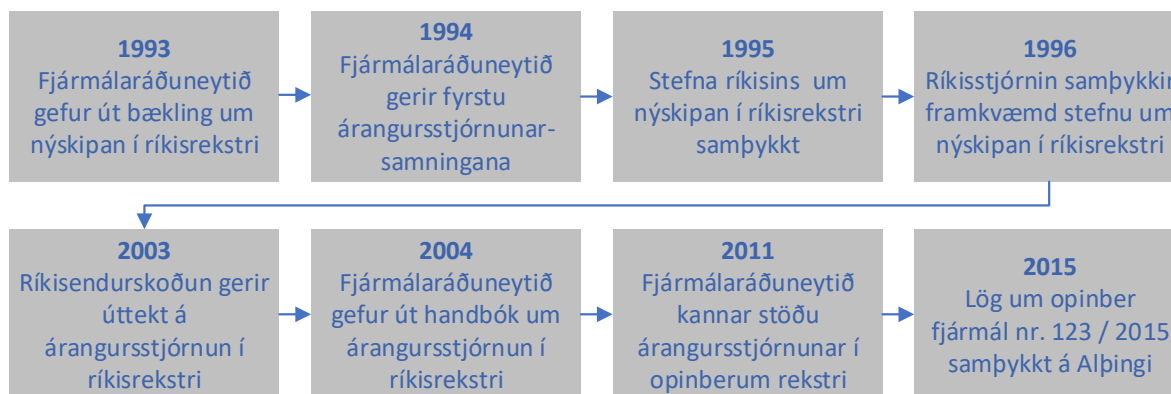 1993
Fjármálaráðuneytið
gefur út bækling um
nýskipan í ríkisrekstri
1994
Fjármálaráðuneytið
gerir fyrstu
árangursstjórnunar-
samningana
1995
Stefna ríkisins um
nýskipan í ríkisrekstri
samþykkt
1996
Ríkisstjórnin samþykkir
framkvæmd stefnu um
nýskipan í ríkisrekstri
2003
Ríkisendurskoðun gerir
úttekt á
árangursstjórnun í
ríkisrekstri
2004
Fjármálaráðuneytið
gefur út handbók um
árangursstjórnun í
ríkisrekstri
2011
Fjármálaráðuneytið
kannar stöðu
árangursstjórnunar í
opinberum rekstri
2015
Lög um opinber
fjármál nr. 123 / 2015
samþykkt á Alþingi